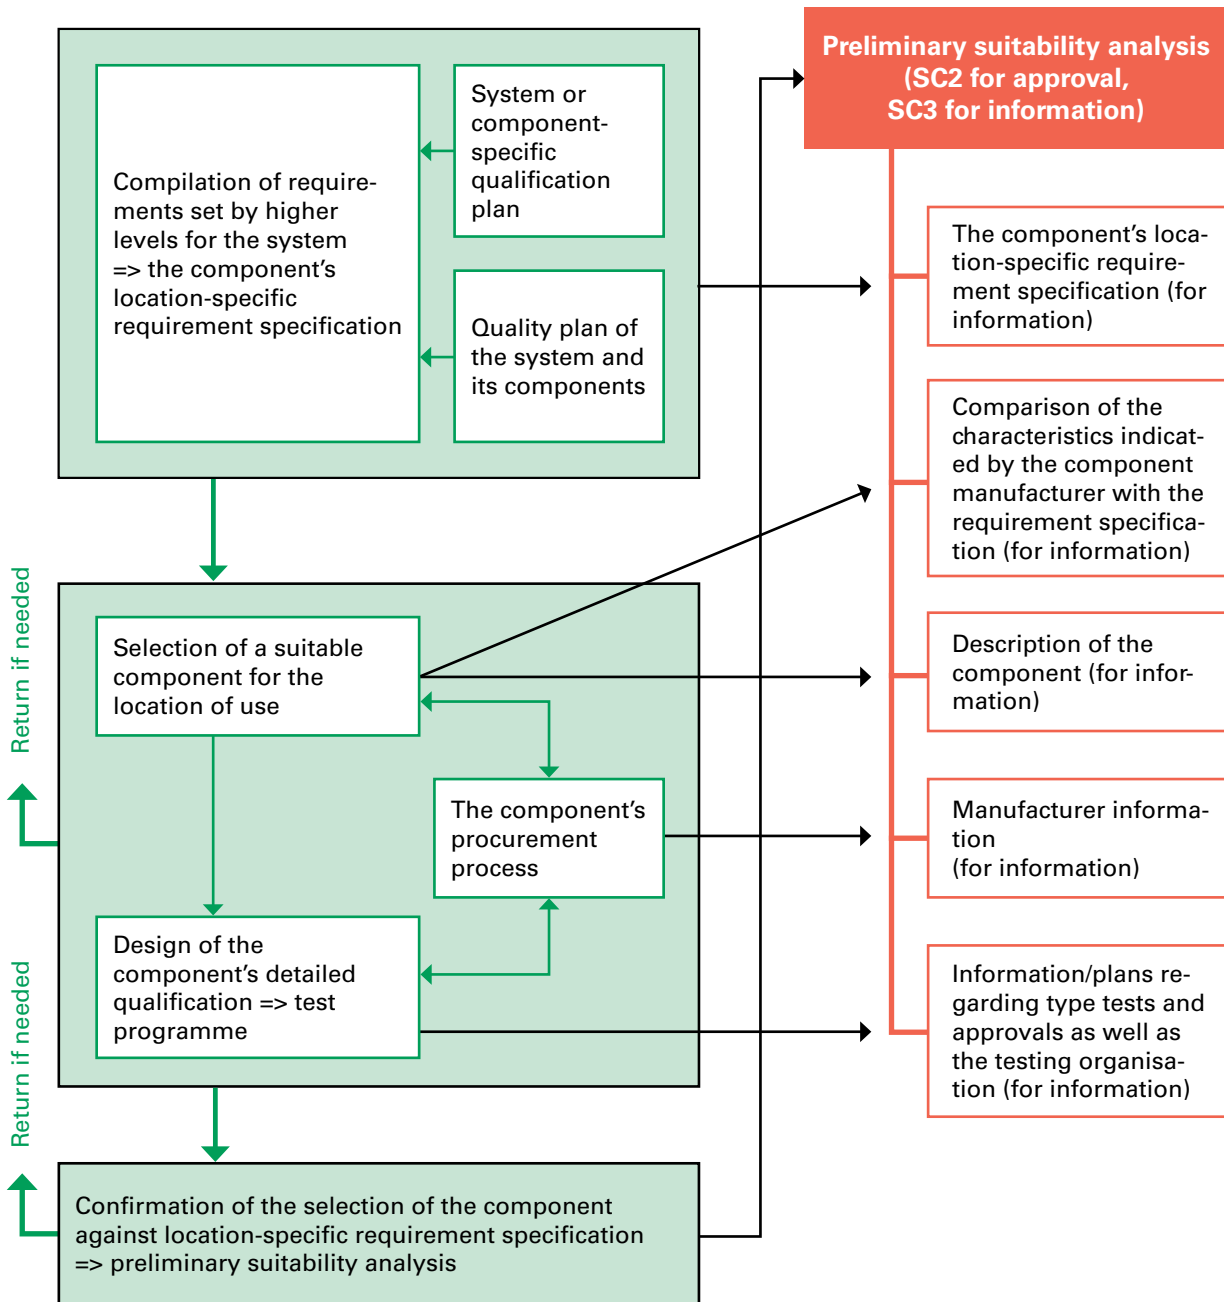 Preliminary suitability analysis
(SC2 for approval,
SC3 for information)
System or
component-
specific
qualification
plan
Compilation of require-
ments set by higher
levels for the system
=> the component’s
location-specific
requirement specification
Quality plan of
the system and
its components
The component’s loca-
tion-specific require-
ment specification (for
information)
Comparison of the
characteristics indicat-
ed by the component
manufacturer with the
requirement specifica-
tion (for information)
Return if needed
Selection of a suitable
component for the
location of use
Description of the
component (for infor-
mation)
The component’s
procurement
process
Manufacturer informa-
tion
(for information)
Return if needed
Design of the
component’s detailed
qualification => test
programme
Information/plans re-
garding type tests and
approvals as well as
the testing organisa-
tion (for information)
Confirmation of the selection of the component
against location-specific requirement specification
=> preliminary suitability analysis